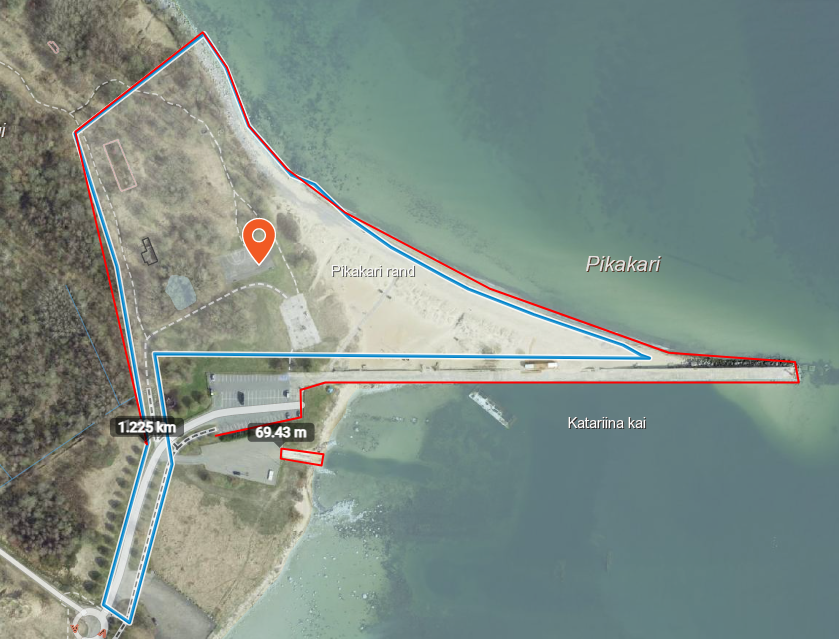 Pikakari
Pikakari rand
1.225 km
69.43 m
Katariina kai